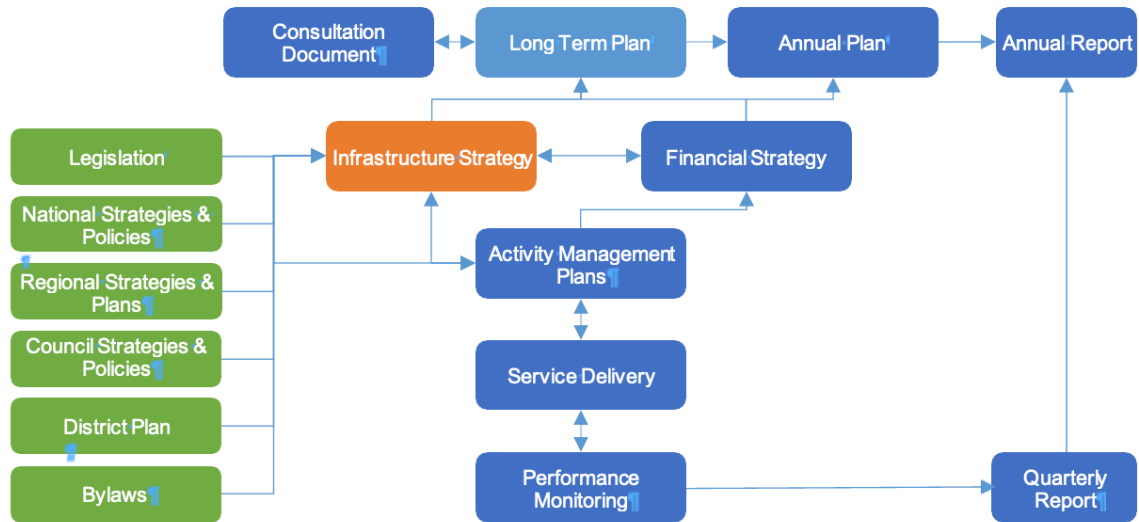 Consultation
Document¶
Long Term Plan
Annual Plan¶
Annual Report
Legislation
Infrastructure Strategy
Financial Strategy
National Strategies &
Policies¶
¶
Regional Strategies &
Plans¶
Activity Management
Plans¶
Council Strategies &
Policies¶
Service Delivery
District Plan
¶
Bylaws¶
Performance
Monitoring¶
Quarterly
Report¶